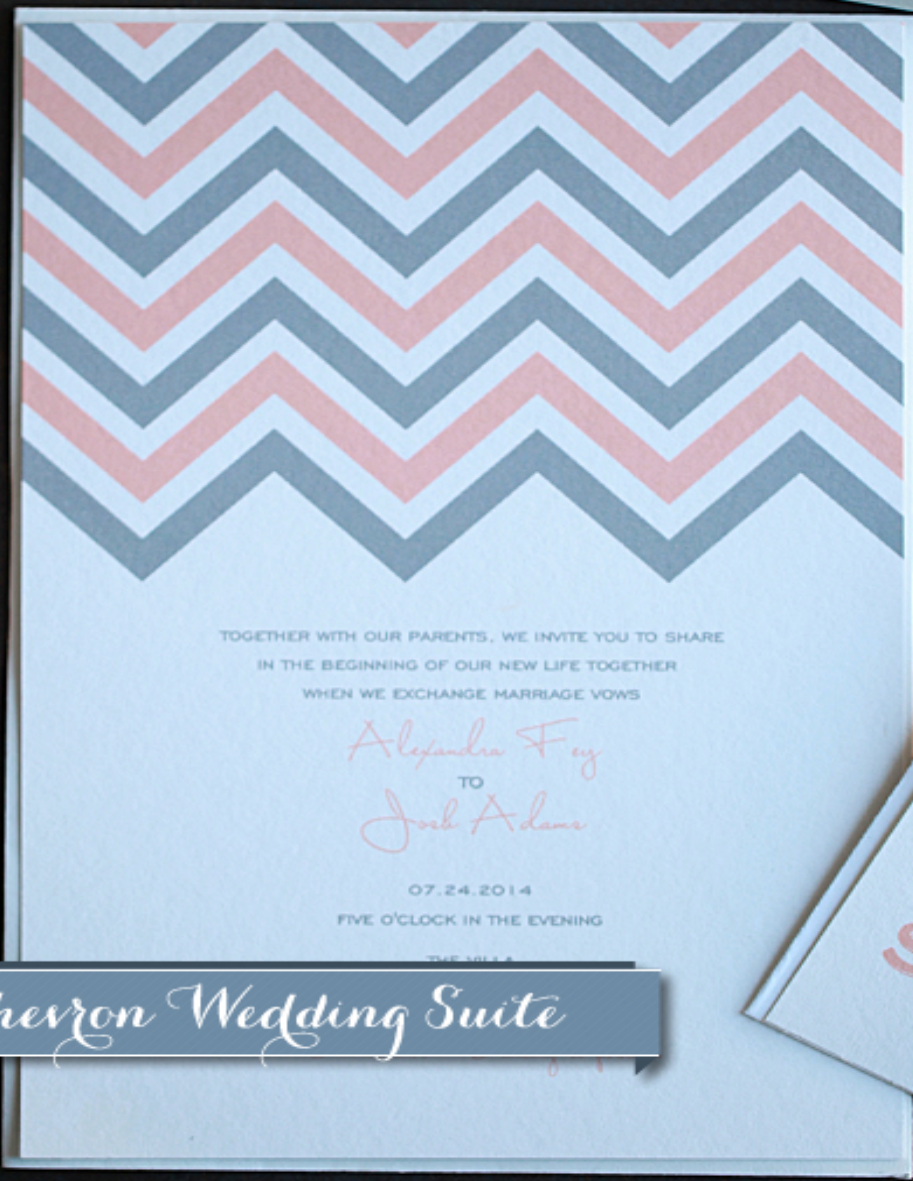 TOGETHER WITH OUR PARENTS, WE INVITE YOU TO SHARE
IN THE BEGINNING OF OUR NEW LIFE TOGETHER
WHEN WE EXCHANGE MARRIAGE VOWS
Alexandra Fey
TO
Josh Adams
07.24.2014
FIVE O'CLOCK IN THE EVENING
THE VILLA
hevron Wedding Suite
S